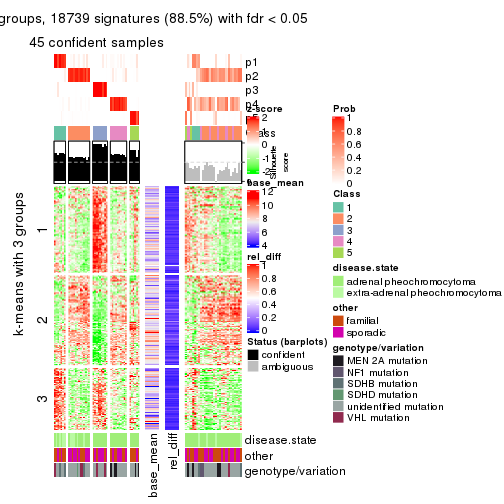 groups, 18739 signatures (88.5%) with fdr < 0.05
45 confident samples
p1
p2
p3
p4
z-score
2
1
0
-1
-2
Silhouette
score
base_mean
12
10
8
6
4
rel_diff
1
0.8
0.6
0.4
0.2
0
Status (barplots)
confident
ambiguous
Prob
1
0.8
0.6
0.4
0.2
0
Class
1
2
3
4
5
disease.state
adrenal pheochromocytoma
extra-adrenal pheochromocytoma
other
familial
sporadic
genotype/variation
MEN 2A mutation
NF1 mutation
SDHB mutation
SDHD mutation
unidentified mutation
VHL mutation
k-means with 3 groups
1
2
3
disease.state
other
genotype/variation
base_mean
rel_diff